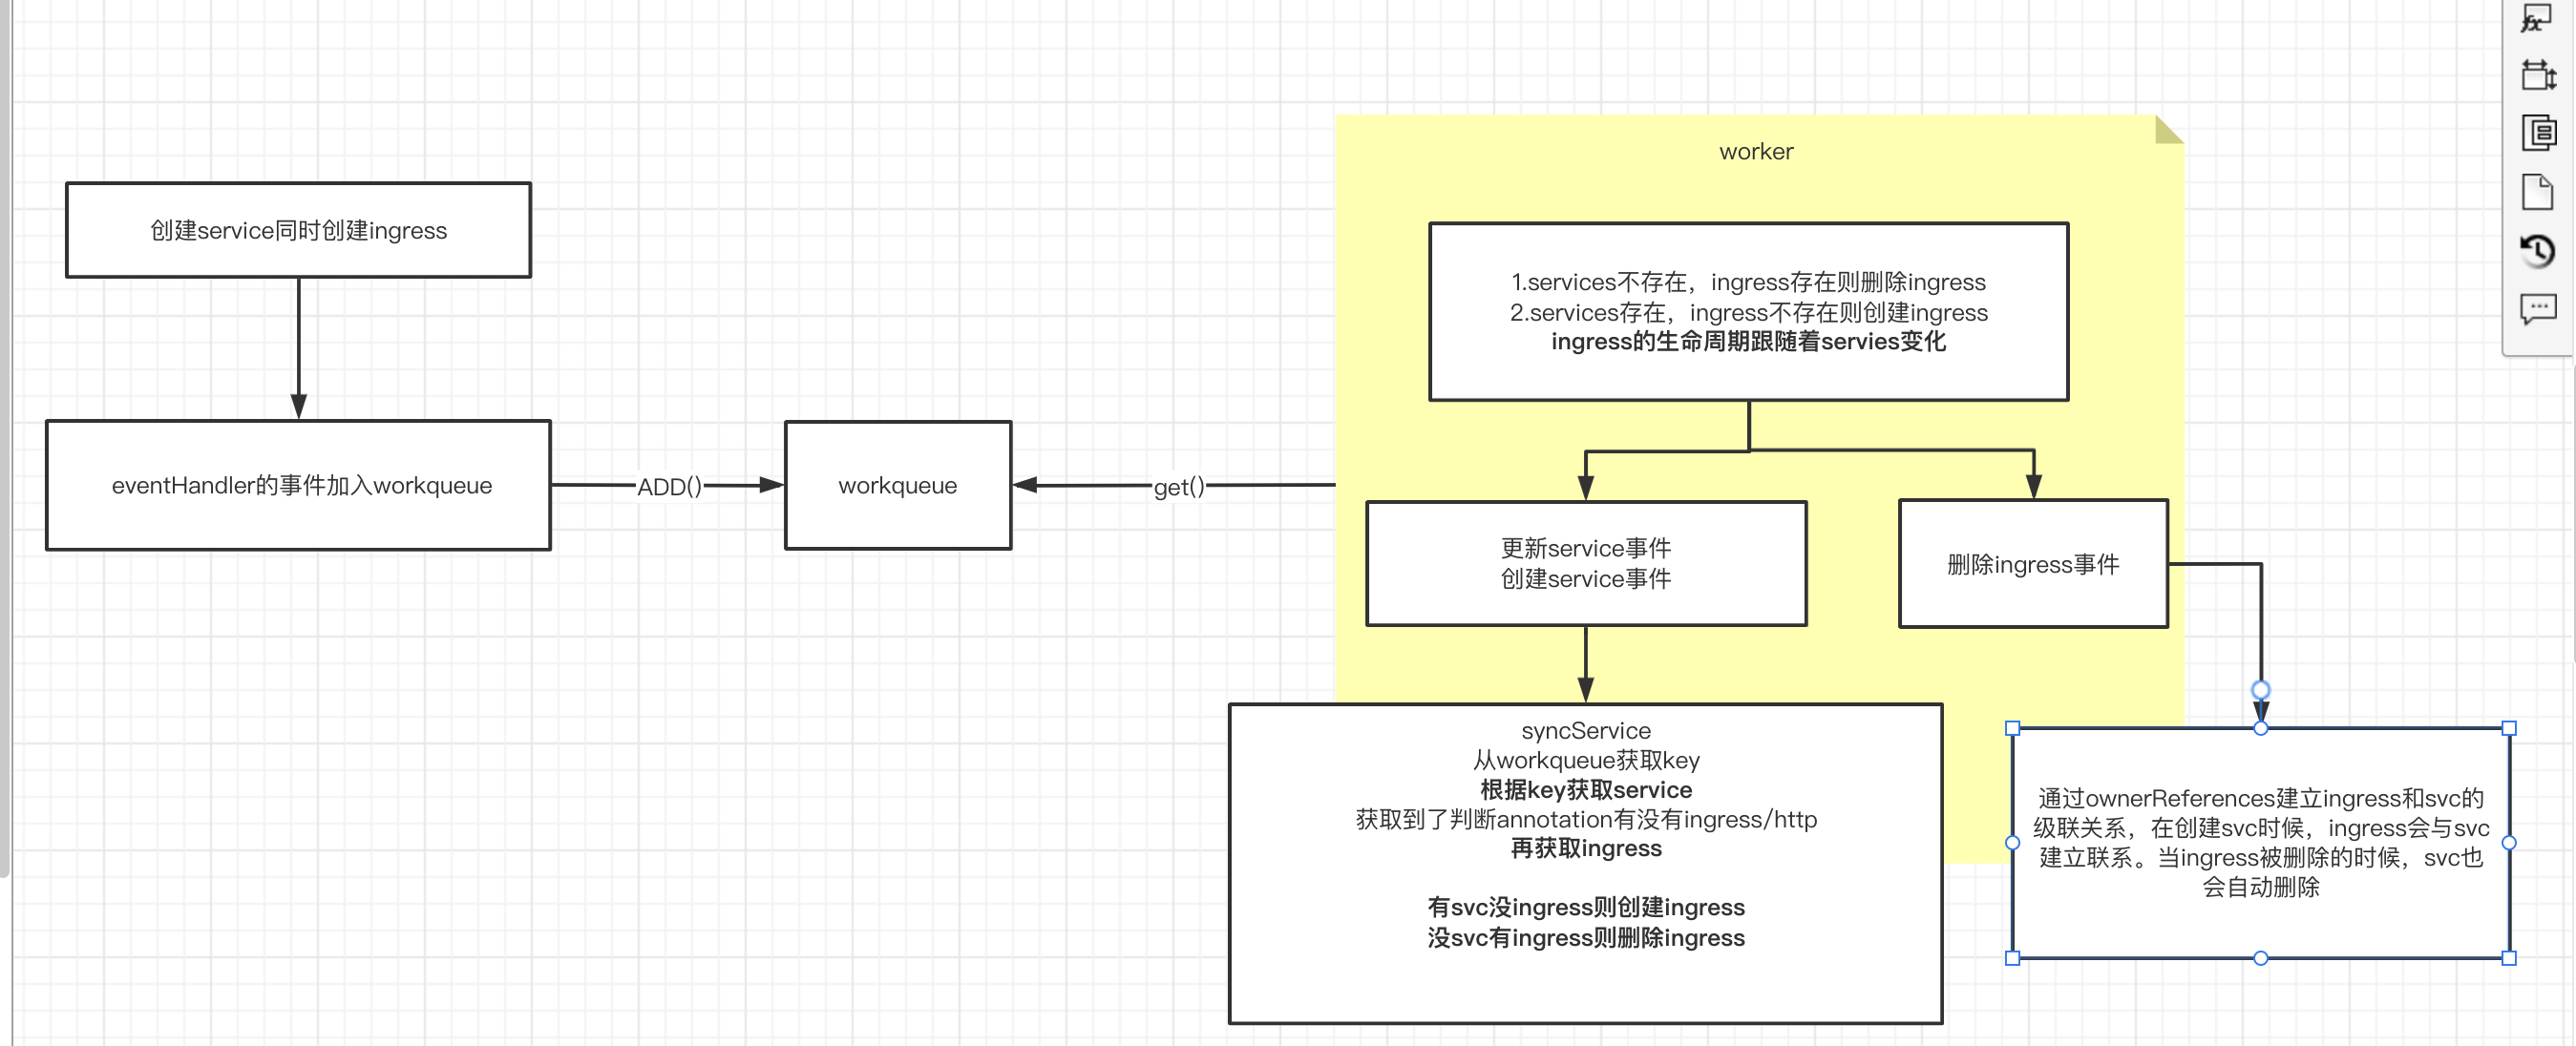 创建service同时创建ingress
eventHandler的事件加入workqueue
ADD()
workqueue
get()
worker
1.services不存在，ingress存在则删除ingress
2.services存在，ingress不存在则创建ingress
ingress的生命周期跟随着servies变化
更新service事件
创建service事件
删除ingress事件
syncService
从workqueue获取key
根据key获取service
获取到了判断annotation有没有ingress/http
再获取ingress
有svc没ingress则创建ingress
没svc有ingress则删除ingress
通过ownerReferences建立ingress和svc的
级联关系，在创建svc时候，ingress会与svc
建立联系。当ingress被删除的时候，svc也
会自动删除
fx